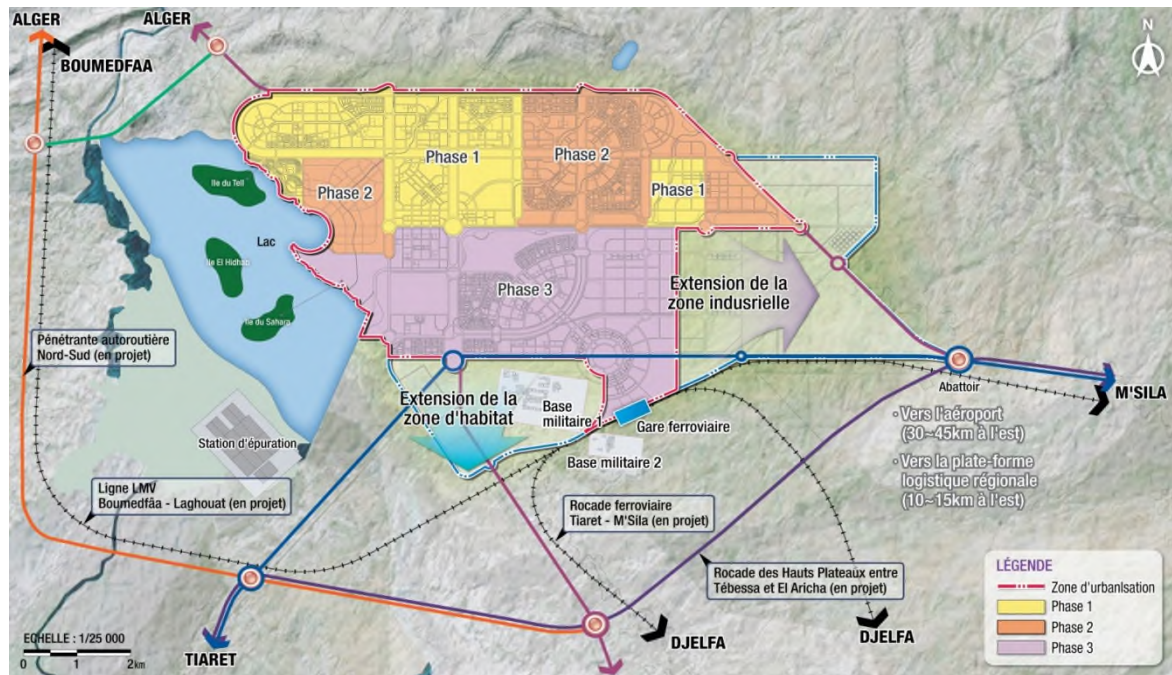 ALGER
ALGER
BOUMEDFAA
N
Phase 1
Phase 2
Phase 2
Phase 1
Ile du Tell
Lac
Ile El Hidhab
Ile du Sahara
Phase 3
Extension de la
zone indusrielle
Pénétrante autoroutière
Nord-Sud (en projet)
Abattoir
M'SILA
Extension de la
zone d'habitat
Base
militaire 1
Gare ferroviaire
Base militaire 2
Station d'épuration
· Vers l'aéroport
(30~45km à l'est)
· Vers la plate-forme
logistique régionale
(10~15km à l'est)
Ligne LMV
Boumedfâa - Laghouat (en projet)
Rocade ferroviaire
Tiaret - M'Sila (en projet)
Rocade des Hauts Plateaux entre
Tébessa et El Aricha (en projet)
LÉGENDE
Zone d'urbanlsation
Phase 1
Phase 2
Phase 3
DJELFA
DJELFA
TIARET
ECHELLE : 1/25 000
0 1 2km